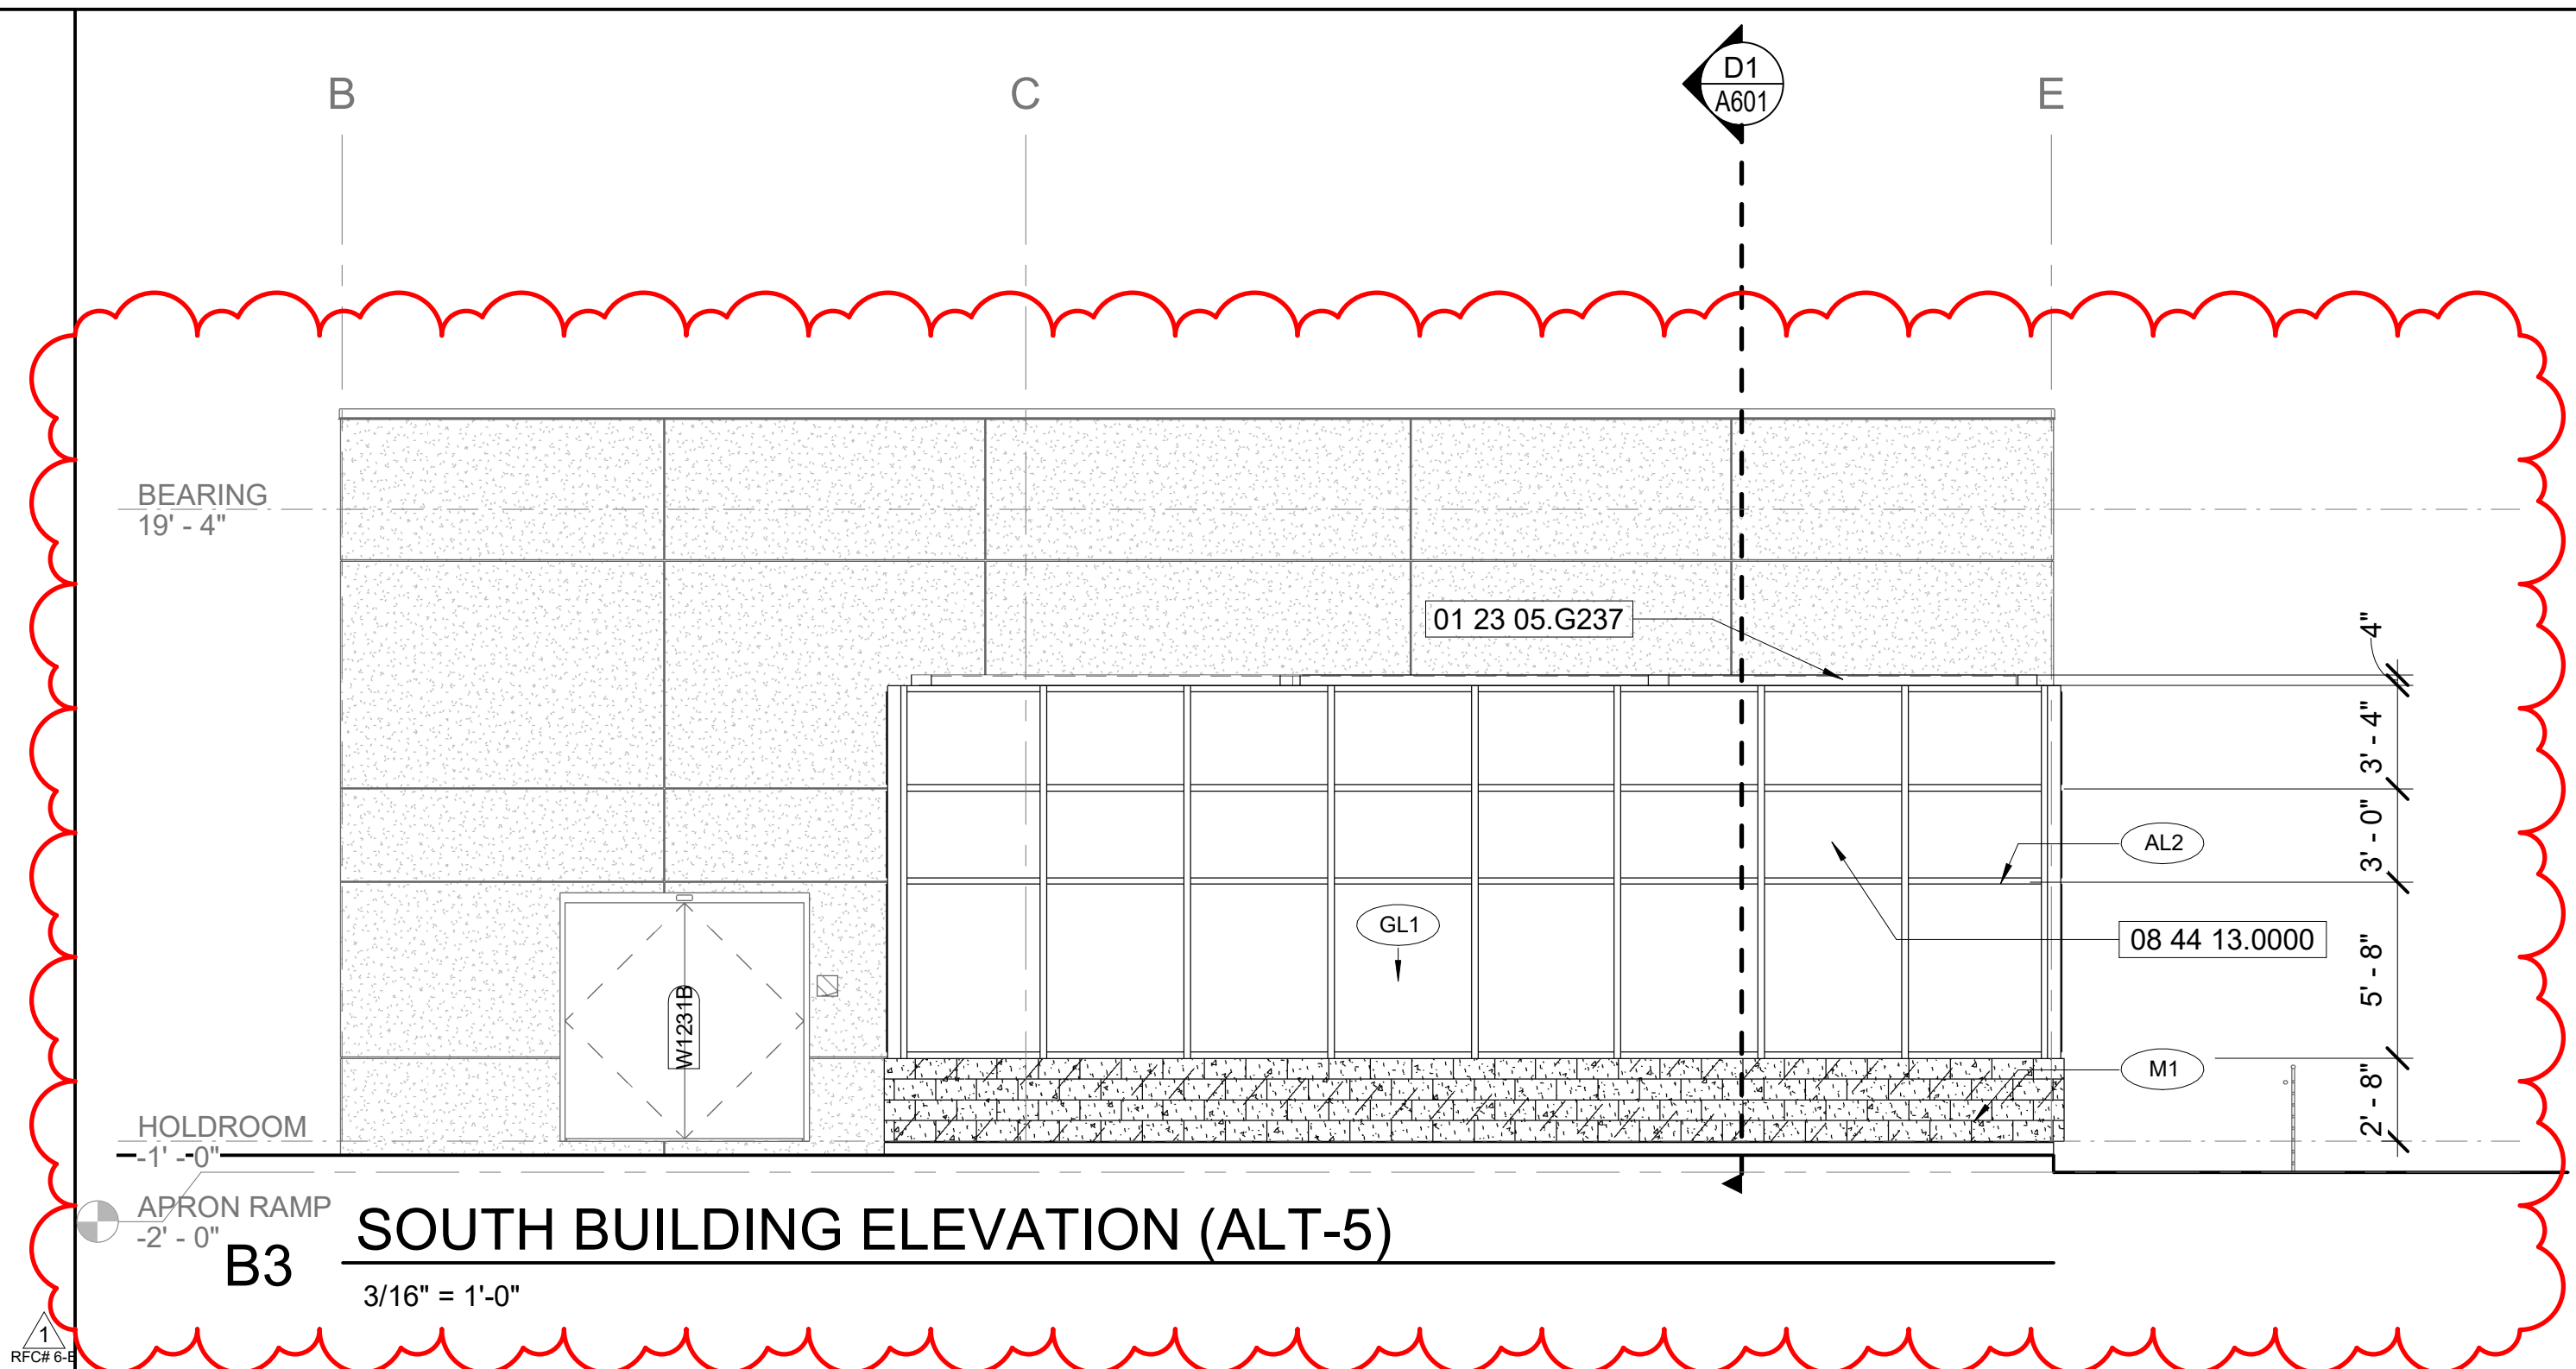 B
C
D1
A601
E
BEARING
19' - 4"
01 23 05.G237
4"
3' - 4"
3' - 0"
AL2
GL1
08 44 13.0000
5' - 8"
W1231B
M1
2' - 8"
HOLDROOM
-1' - 0"
APRON RAMP
-2' - 0"
B3
SOUTH BUILDING ELEVATION (ALT-5)
3/16" = 1'-0"
1
RFC# 6-B